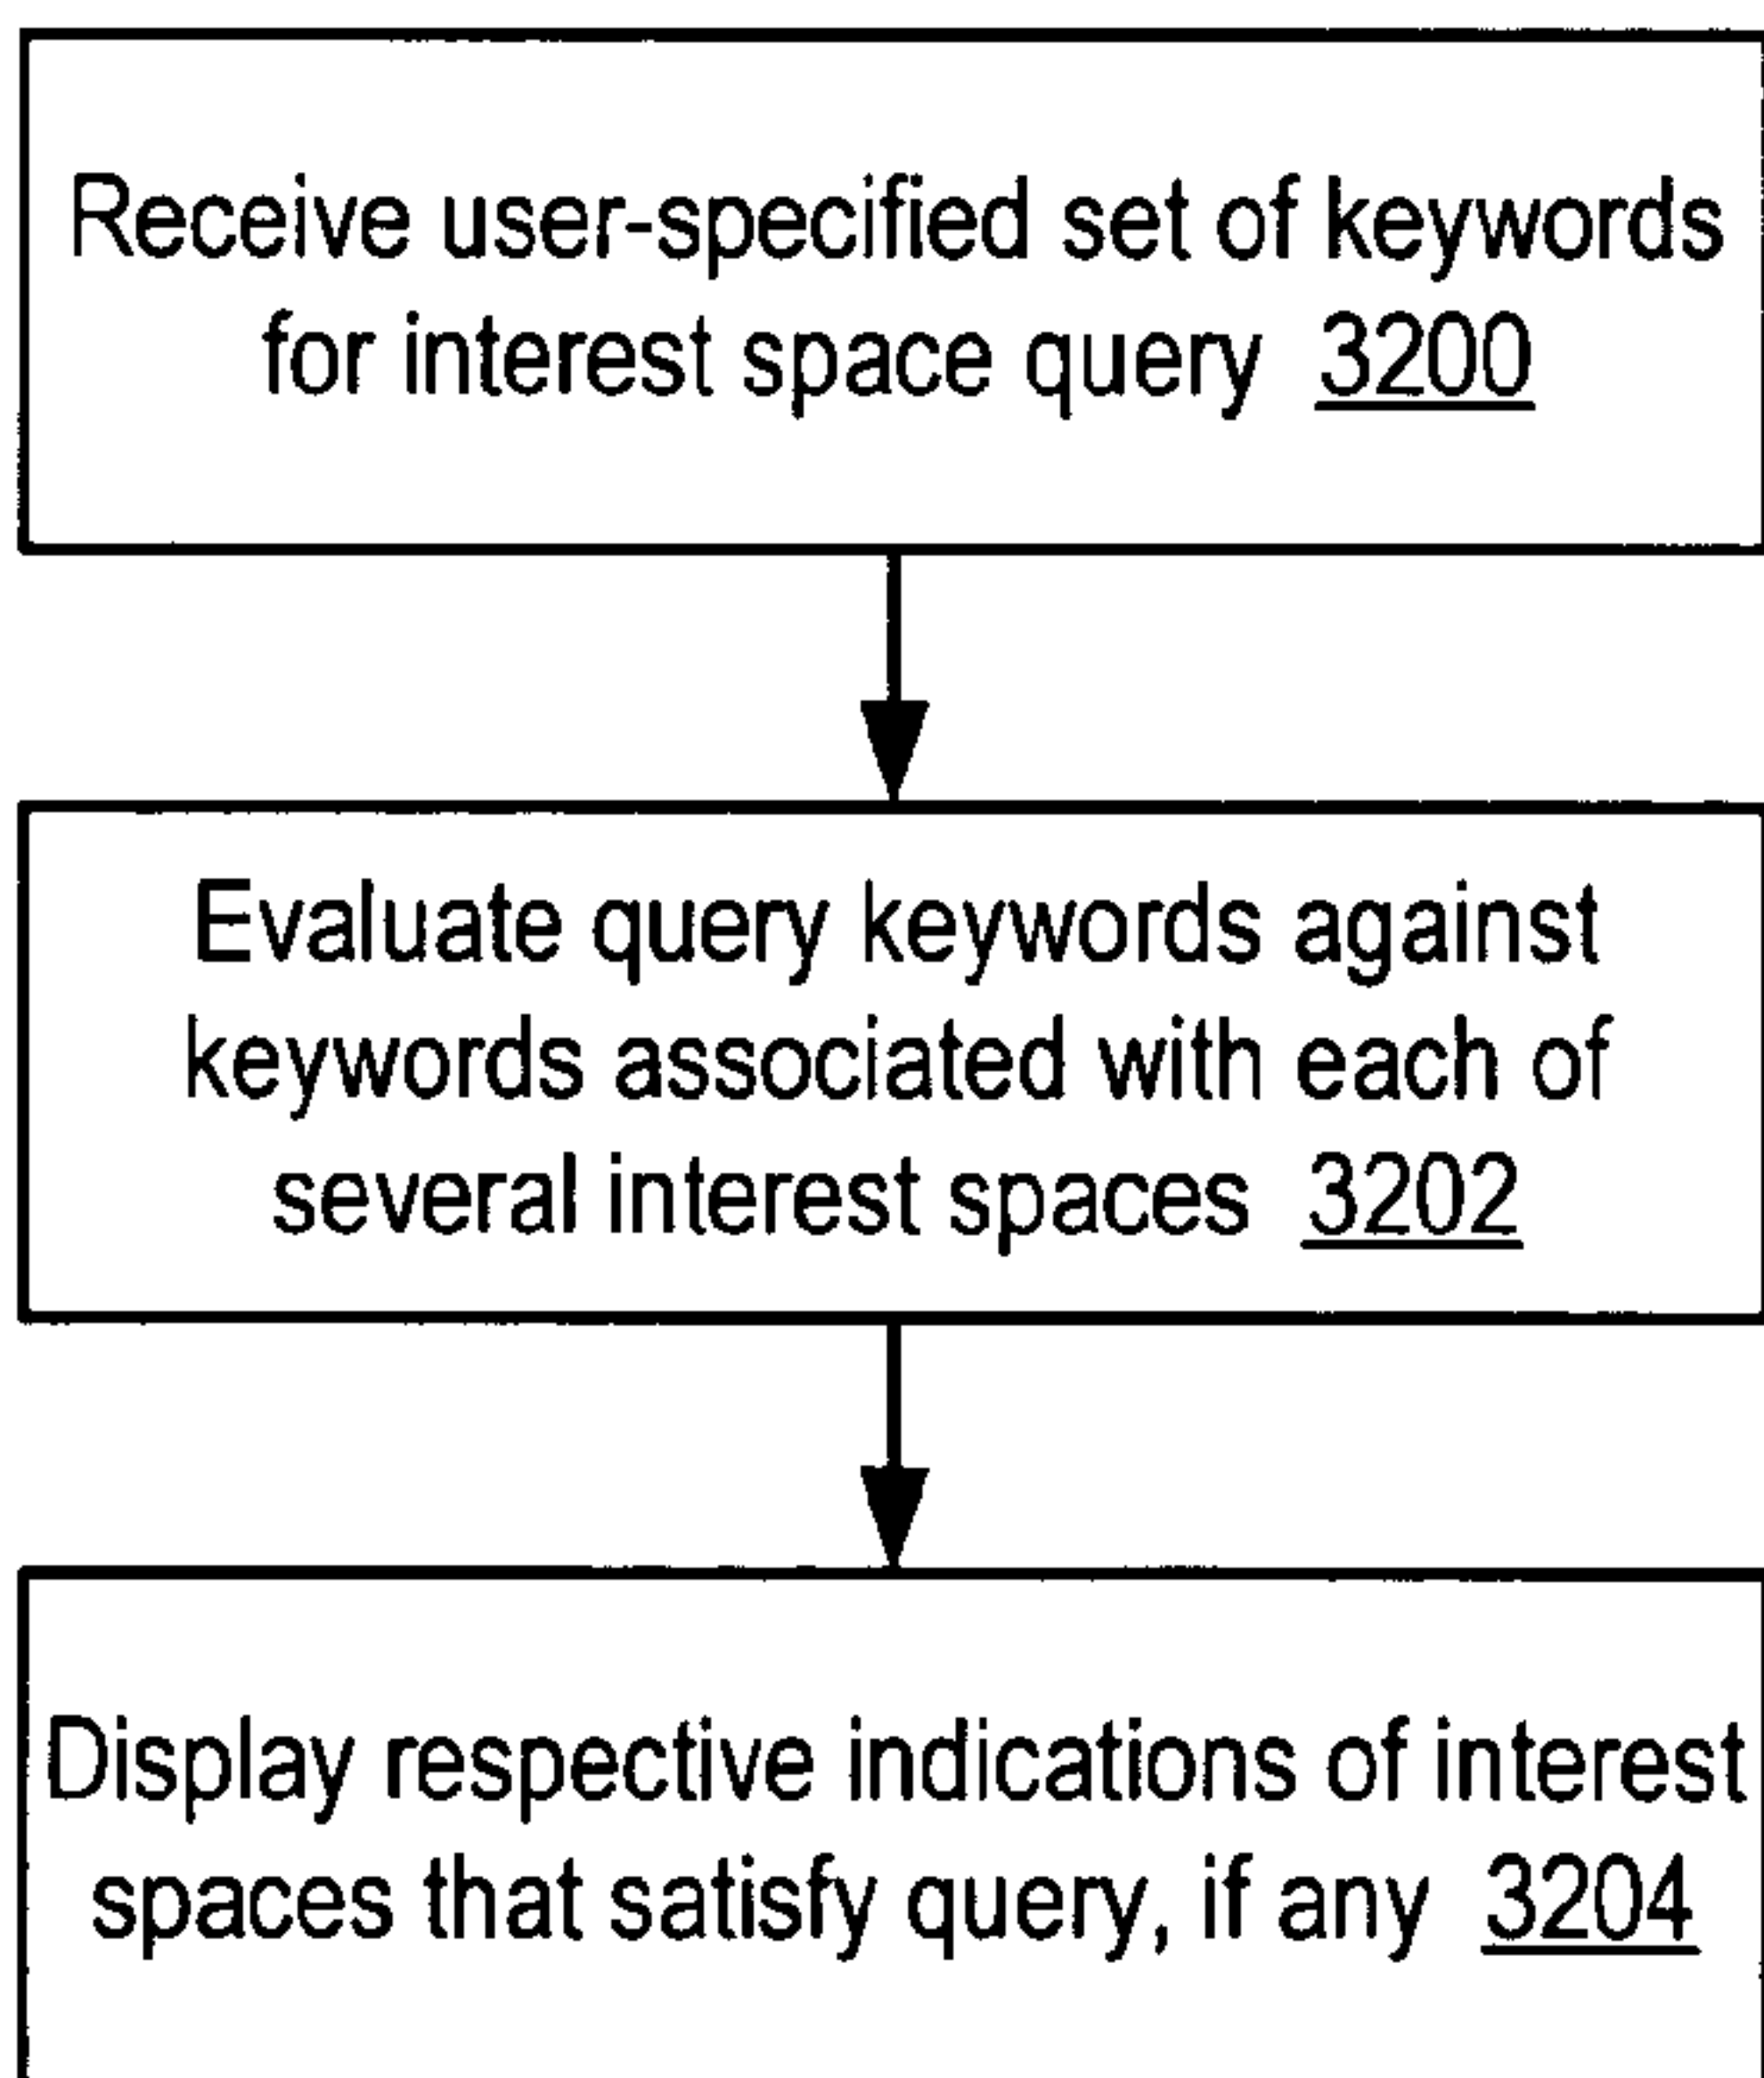 Receive user-specified set of keywords
for interest space query 3200
Evaluate query keywords against
keywords associated with each of
several interest spaces 3202
Display respective indications of interest
spaces that satisfy query, if any 3204